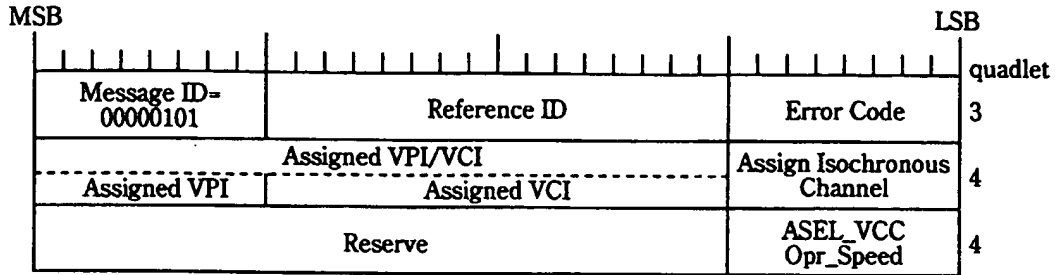 MSB LSB
quadlet
Message ID=
00000101
Reference ID
Error Code
3
Assigned VPI/VCI
Assigned VPI
Assigned VCI
Assign Isochronous
Channel
4
Reserve
ASEL_VCC
Opr_Speed
4